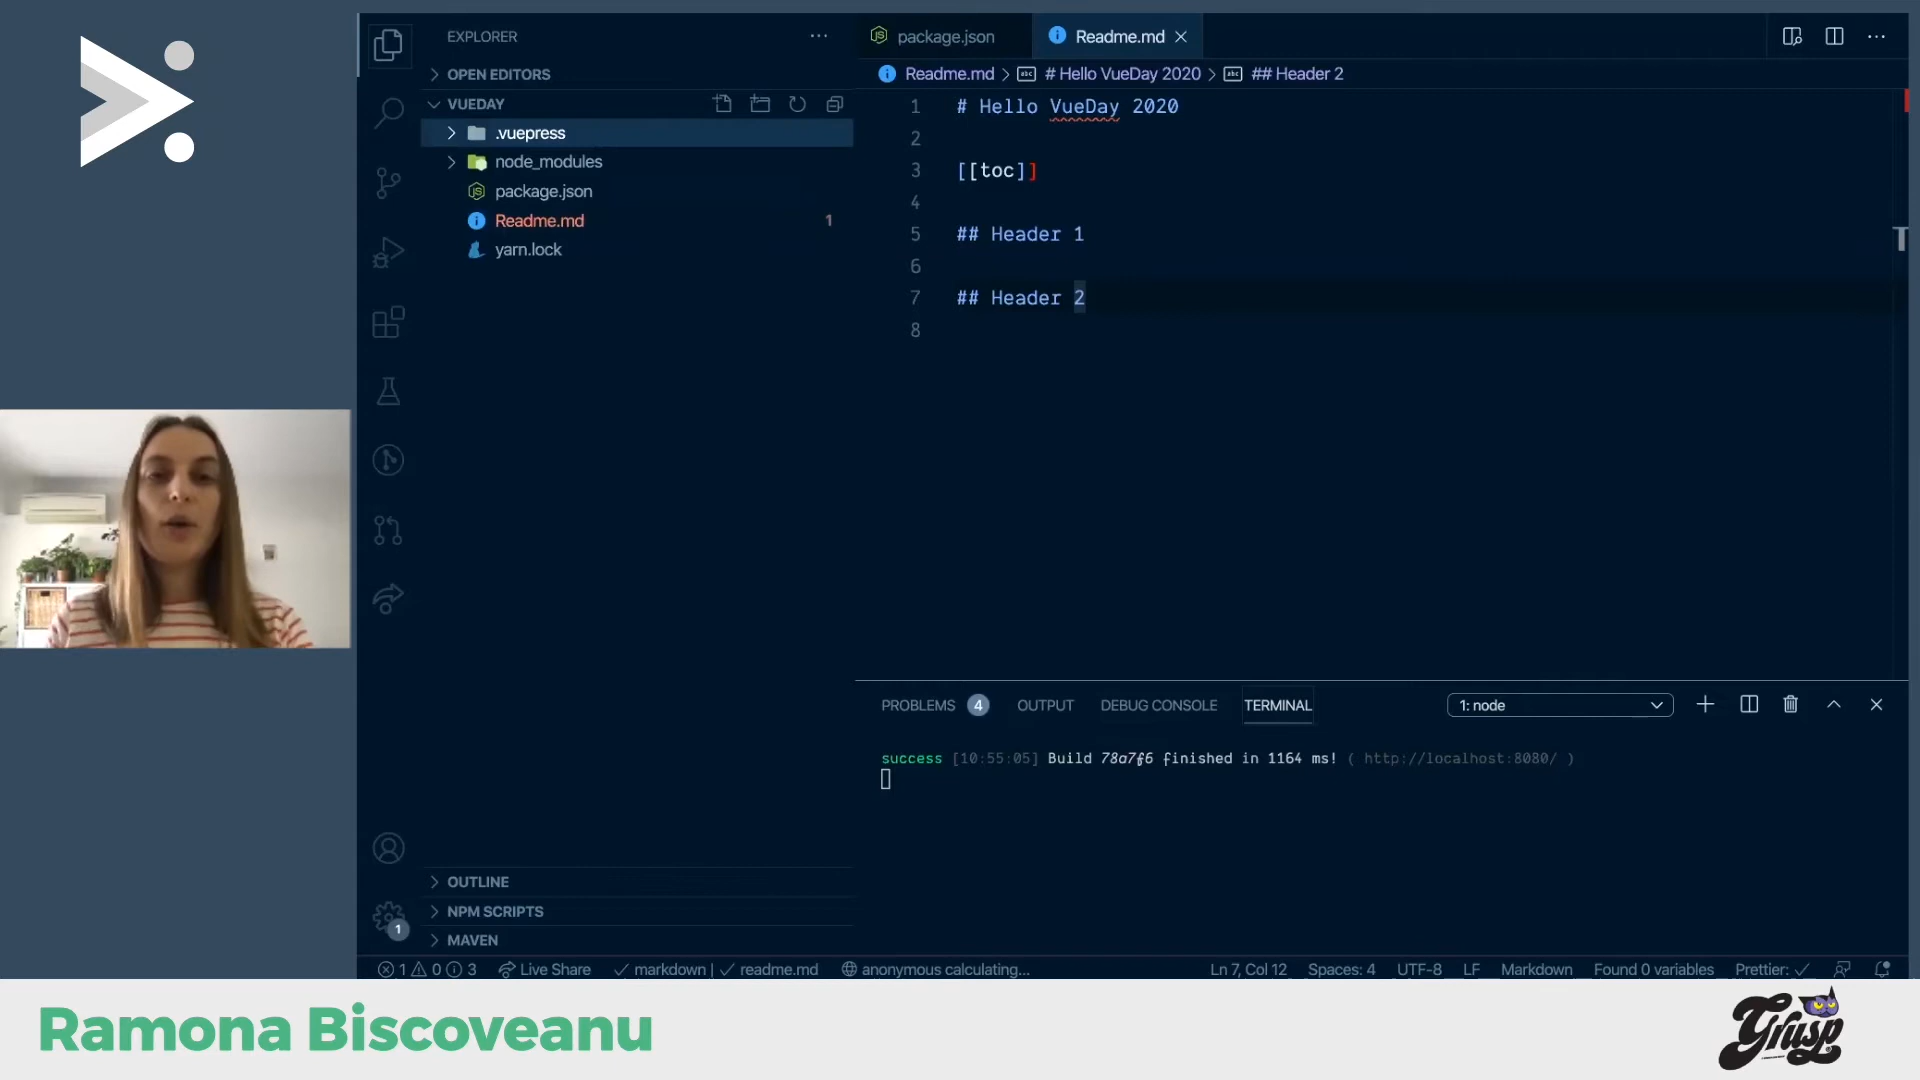 EXPLORER
OPEN EDITORS
VUEDAY
.vuepress
node_modules
package.json
Readme.md 1
yarn.lock
OUTLINE
NPM SCRIPTS
MAVEN
1
package.json
Readme.md
Readme.md > # Hello VueDay 2020 > ## Header 2
1 # Hello VueDay 2020
2
3 [[toc]]
4
5 ## Header 1
6
7 ## Header 2
8
PROBLEMS 4 OUTPUT DEBUG CONSOLE TERMINAL 1: node
success [10:55:05] Build 78a7f6 finished in 1164 ms! ( http://localhost:8080/ )
1 0 3 Live Share markdown | readme.md anonymous calculating... Ln 7, Col 12 Spaces: 4 UTF-8 LF Markdown Found 0 variables Prettier:
Ramona Biscoveanu
Grusp